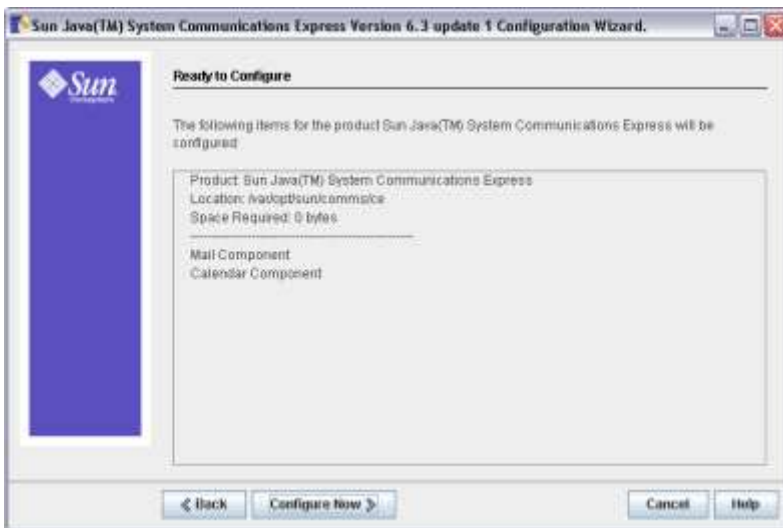 Sun Java(TM) System Communications Express Version 6.3 update 1 Configuration Wizard.
Sun
Ready to Configure
The following items for the product Sun Java(TM) System Communications Express will be
configured:
Product: Sun Java(TM) System Communications Express
Location: /var/opt/sun/comms/ce
Space Required: 0 bytes
Mail Component
Calendar Component
Back
Configure Now
Cancel
Help